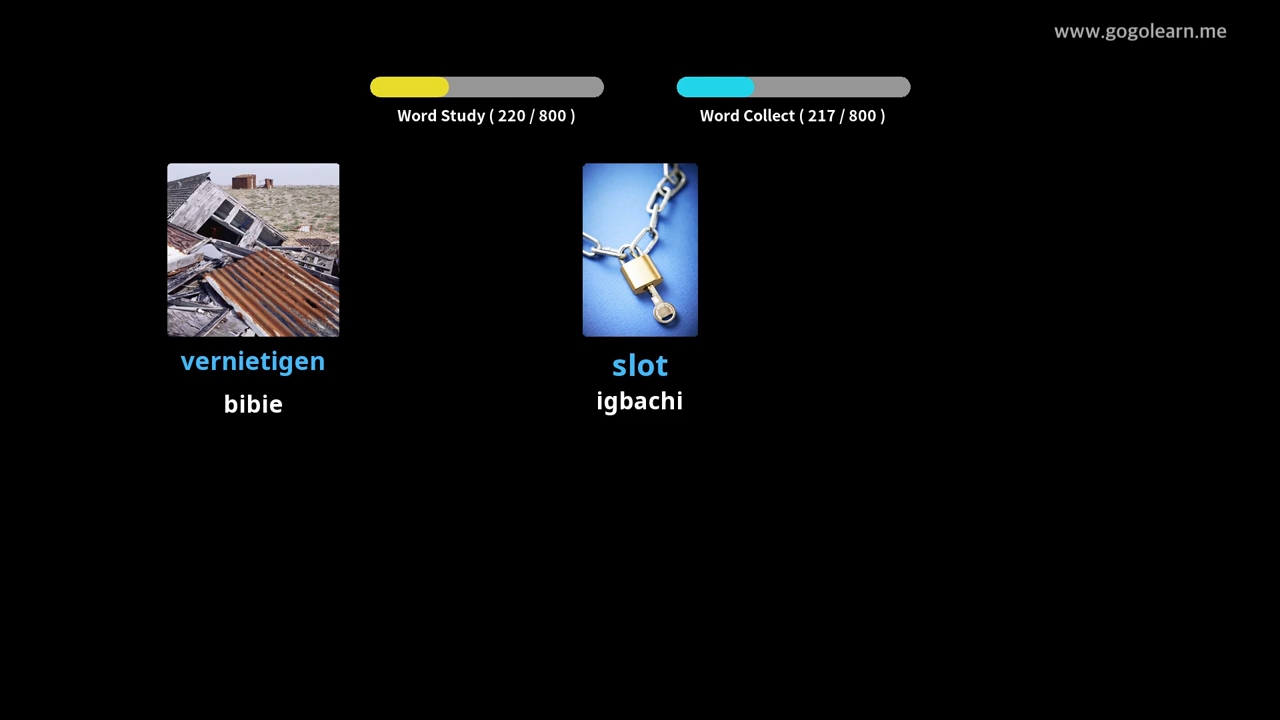 www.gogolearn.me
Word Study ( 220 / 800 )
Word Collect ( 217 / 800 )
vernietigen
bibie
slot
igbachi